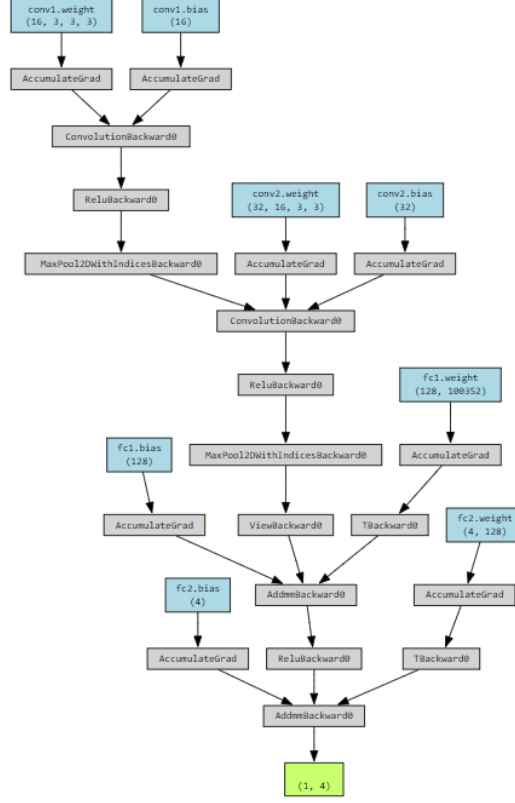 conv1.weight
(16, 3, 3, 3)
conv1.bias
(16)
AccumulateGrad
AccumulateGrad
ConvolutionBackward0
ReluBackward0
conv2.weight
(32, 16, 3, 3)
conv2.bias
(32)
MaxPool2DWithIndicesBackward0
AccumulateGrad
AccumulateGrad
ConvolutionBackward0
ReluBackward0
fc1.weight
(128, 100352)
fc1.bias
(128)
MaxPool2DWithIndicesBackward0
AccumulateGrad
fc2.weight
(4, 128)
AccumulateGrad
ViewBackward0
TBackward0
fc2.bias
(4)
AddmmBackward0
AccumulateGrad
AccumulateGrad
ReluBackward0
TBackward0
AddmmBackward0
(1, 4)